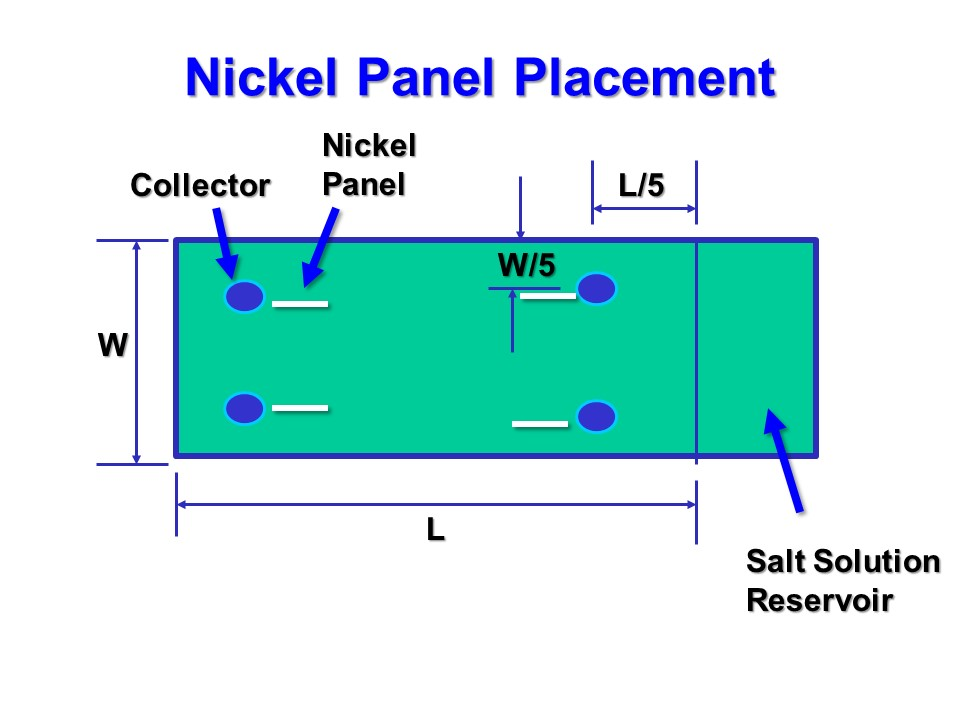 Nickel Panel Placement
Nickel
Panel
Collector
L/5
W/5
W
L
Salt Solution
Reservoir